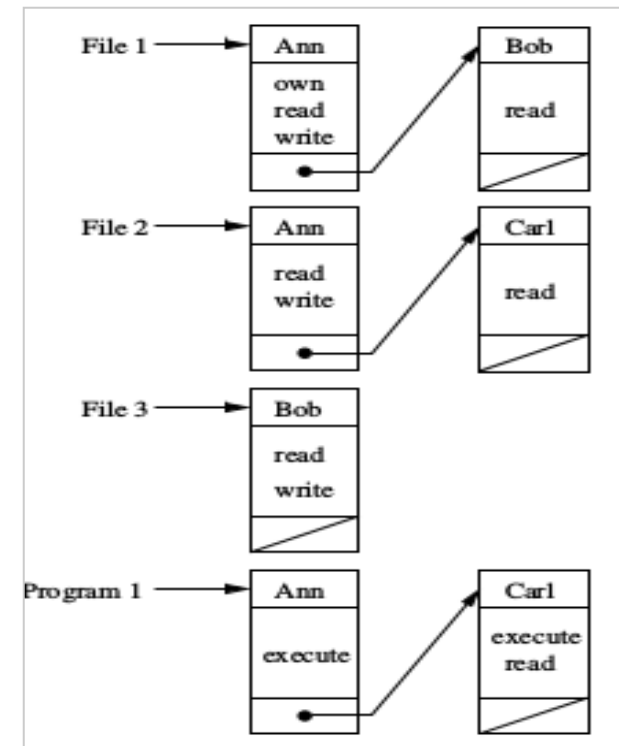 File 1
Ann
own
read
write
Bob
read
File 2
Ann
read
write
Carl
read
File 3
Bob
read
write
Program 1
Ann
execute
Carl
execute
read